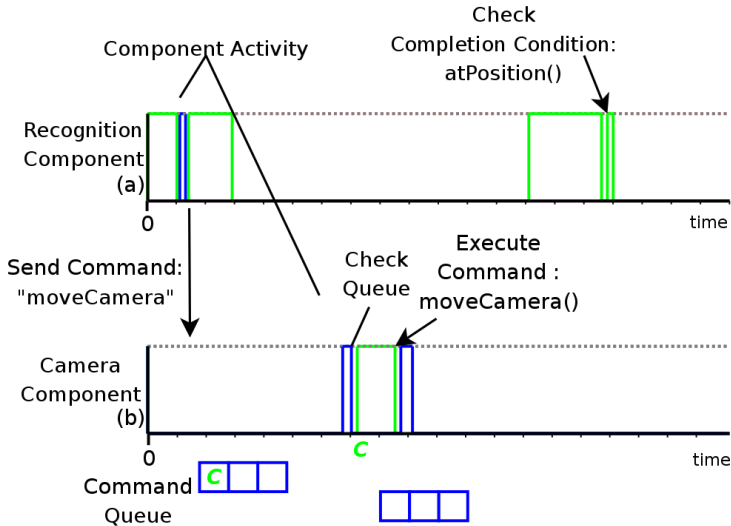 Check
Completion Condition:
atPosition()
Component Activity
Recognition
Component
(a)
0
time
Send Command:
"moveCamera"
Check
Queue
Execute
Command :
moveCamera()
Camera
Component
(b)
0
C
time
Command
Queue
C